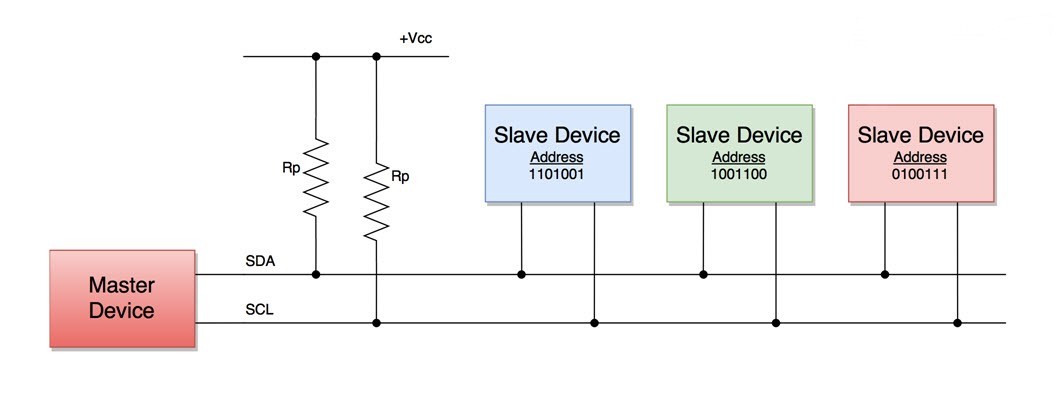 +Vcc
Rp
Rp
Slave Device
Address
1101001
Slave Device
Address
1001100
Slave Device
Address
0100111
SDA
SCL
Master
Device